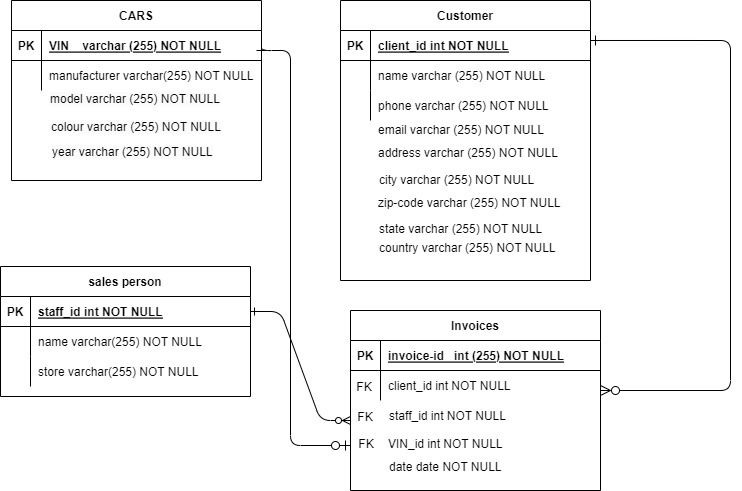 CARS
PK VIN varchar (255) NOT NULL
manufacturer varchar(255) NOT NULL
model varchar (255) NOT NULL
colour varchar (255) NOT NULL
year varchar (255) NOT NULL
Customer
PK client_id int NOT NULL
name varchar (255) NOT NULL
phone varchar (255) NOT NULL
email varchar (255) NOT NULL
address varchar (255) NOT NULL
city varchar (255) NOT NULL
zip-code varchar (255) NOT NULL
state varchar (255) NOT NULL
country varchar (255) NOT NULL
sales person
PK staff_id int NOT NULL
name varchar(255) NOT NULL
store varchar(255) NOT NULL
Invoices
PK invoice-id int (255) NOT NULL
FK client_id int NOT NULL
FK staff_id int NOT NULL
FK VIN_id int NOT NULL
date date NOT NULL